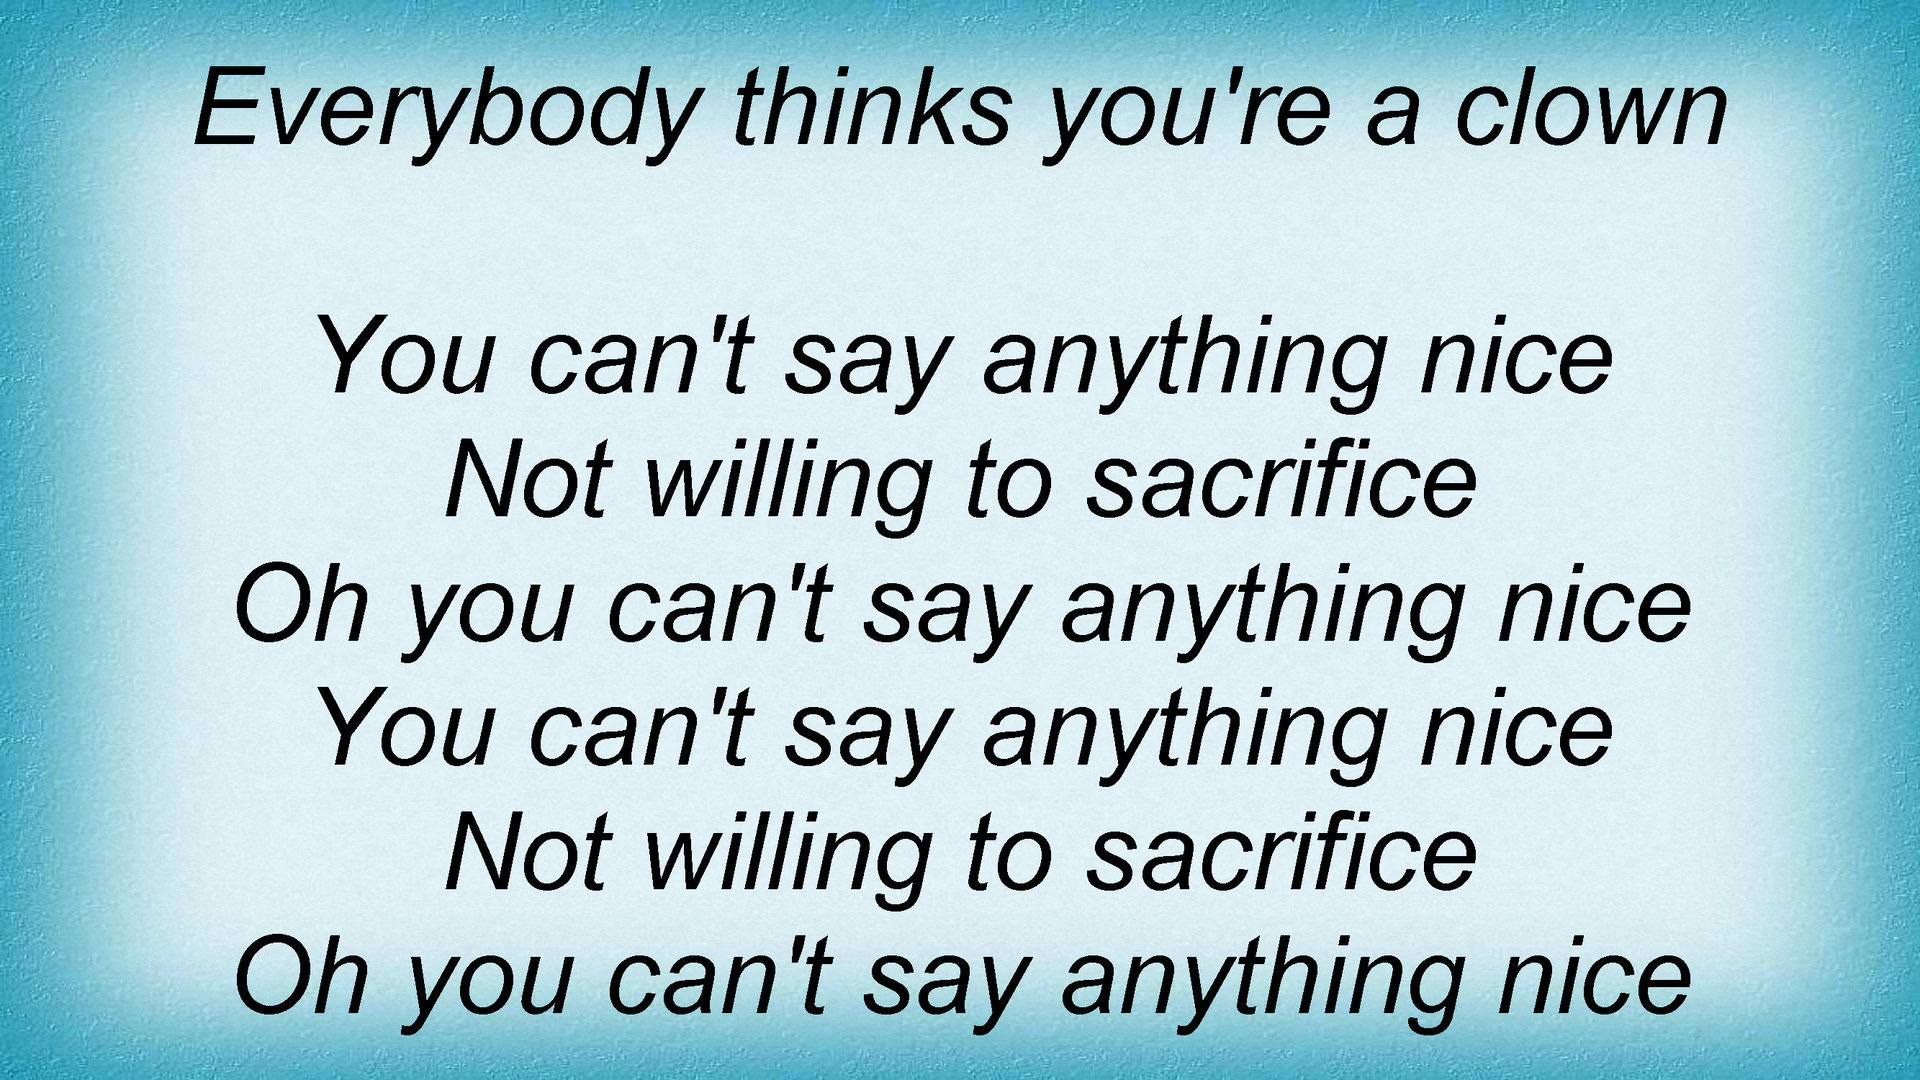 Everybody thinks you're a clown
You can't say anything nice
Not willing to sacrifice
Oh you can't say anything nice
You can't say anything nice
Not willing to sacrifice
Oh you can't say anything nice